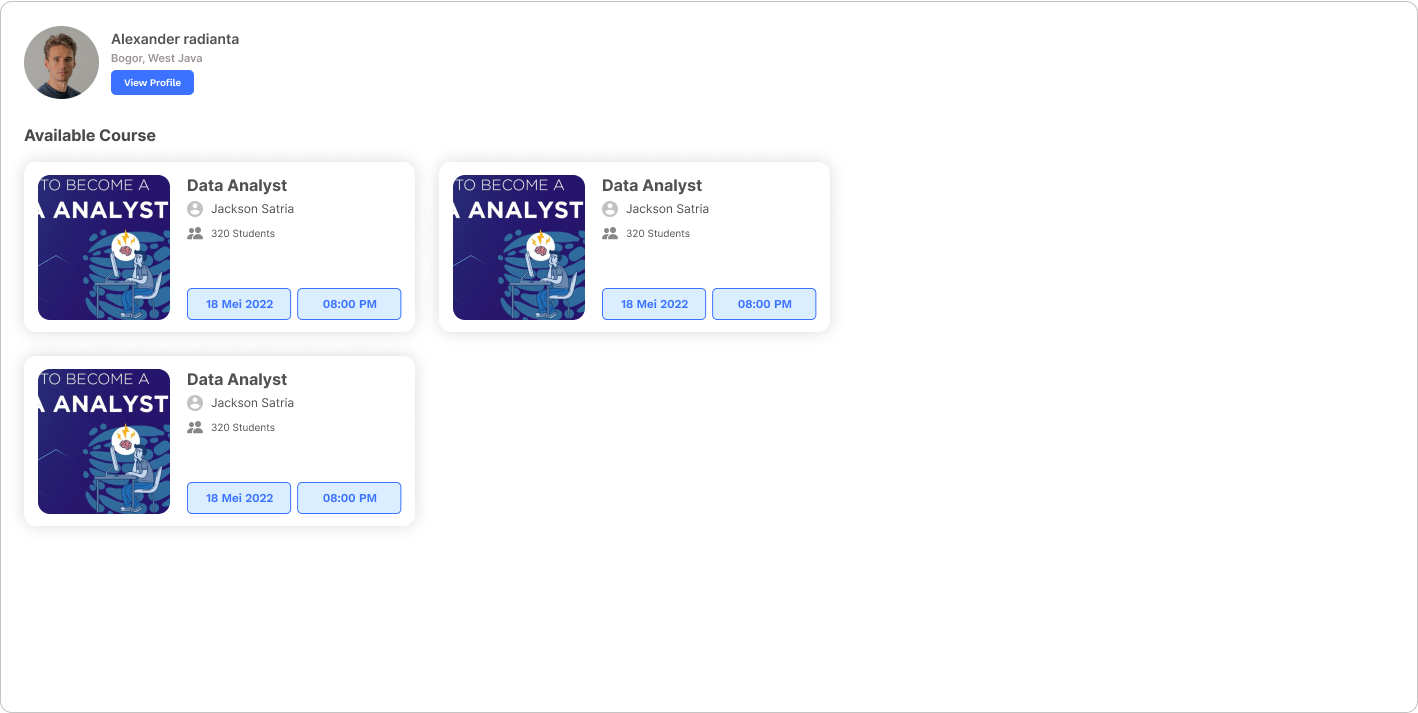 Alexander radianta
Bogor, West Java
View Profile
Available Course
TO BECOME A
A ANALYST
Data Analyst
Jackson Satria
320 Students
18 Mei 2022
08:00 PM
TO BECOME A
A ANALYST
Data Analyst
Jackson Satria
320 Students
18 Mei 2022
08:00 PM
TO BECOME A
A ANALYST
Data Analyst
Jackson Satria
320 Students
18 Mei 2022
08:00 PM